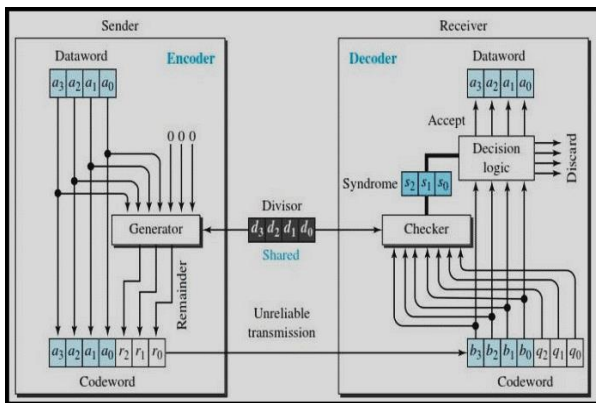 Sender
Receiver
Dataword
Encoder
a3 a2 a1 a0
0 0 0
Generator
Remainder
a3 a2 a1 a0 r2 r1 r0
Codeword
Divisor
d3 d2 d1 d0
Shared
Unreliable
transmission
Decoder
Dataword
a3 a2 a1 a0
Accept
Decision
logic
Discard
Syndrome s2 s1 s0
Checker
b3 b2 b1 b0 q2 q1 q0
Codeword